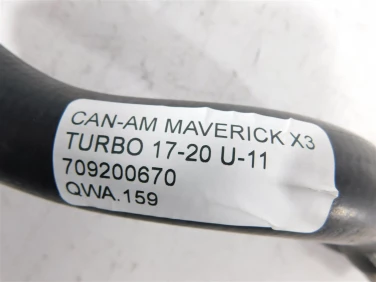 CAN-AM MAVERICK X3
TURBO 17-20 U-11
709200670
QWA.159